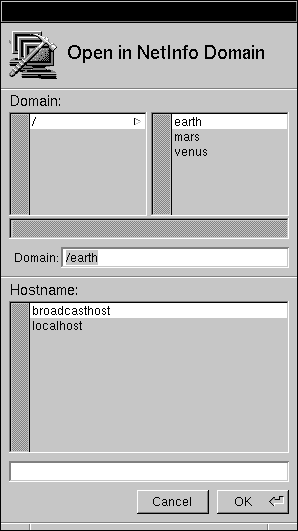 Open in NetInfo Domain
Domain:
/
earth
mars
venus
Domain: /earth
Hostname:
broadcasthost
localhost
Cancel OK